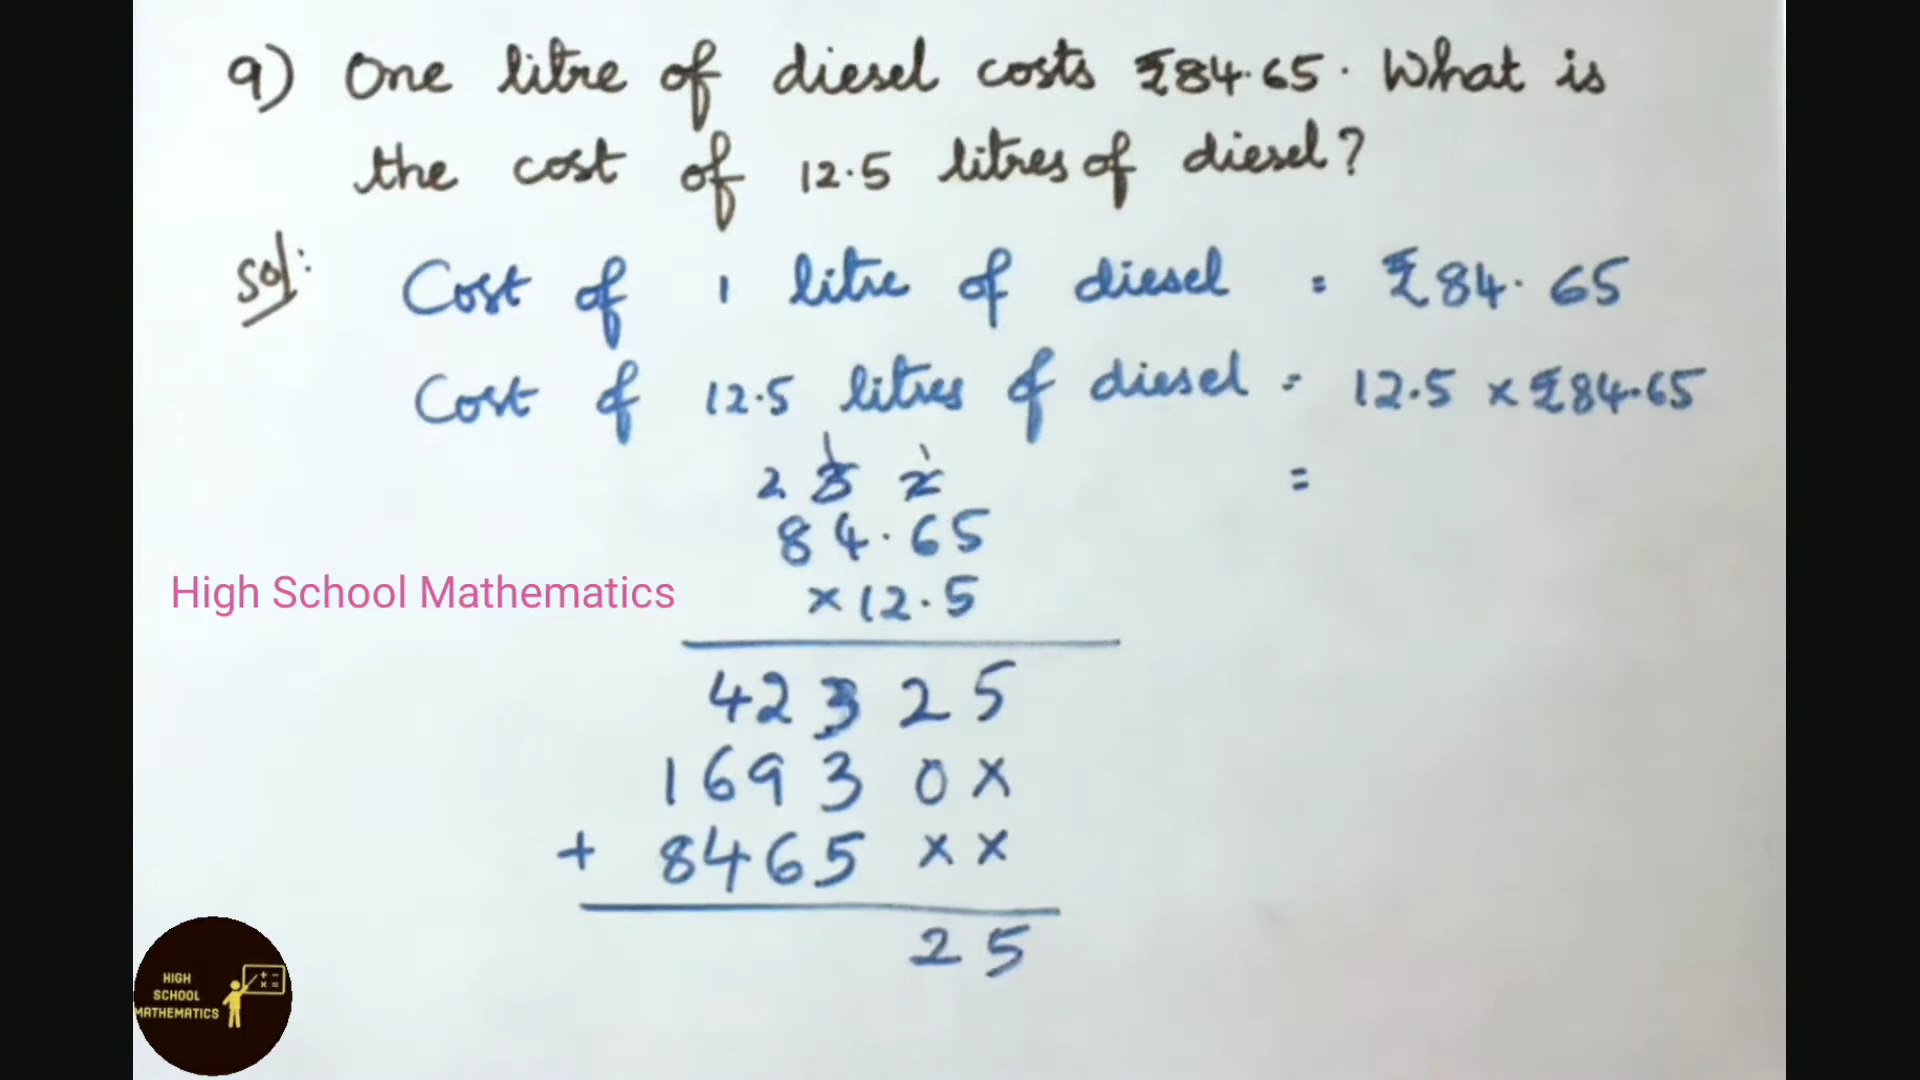 9) One litre of diesel costs ₹84.65. What is
the cost of 12.5 litres of diesel?
Sol: Cost of 1 litre of diesel = ₹84.65
Cost of 12.5 litres of diesel = 12.5 × ₹84.65
1 1
2 3 2 =
84.65
× 12.5
High School Mathematics
42325
16930×
+ 8465××
25
HIGH
SCHOOL
MATHEMATICS